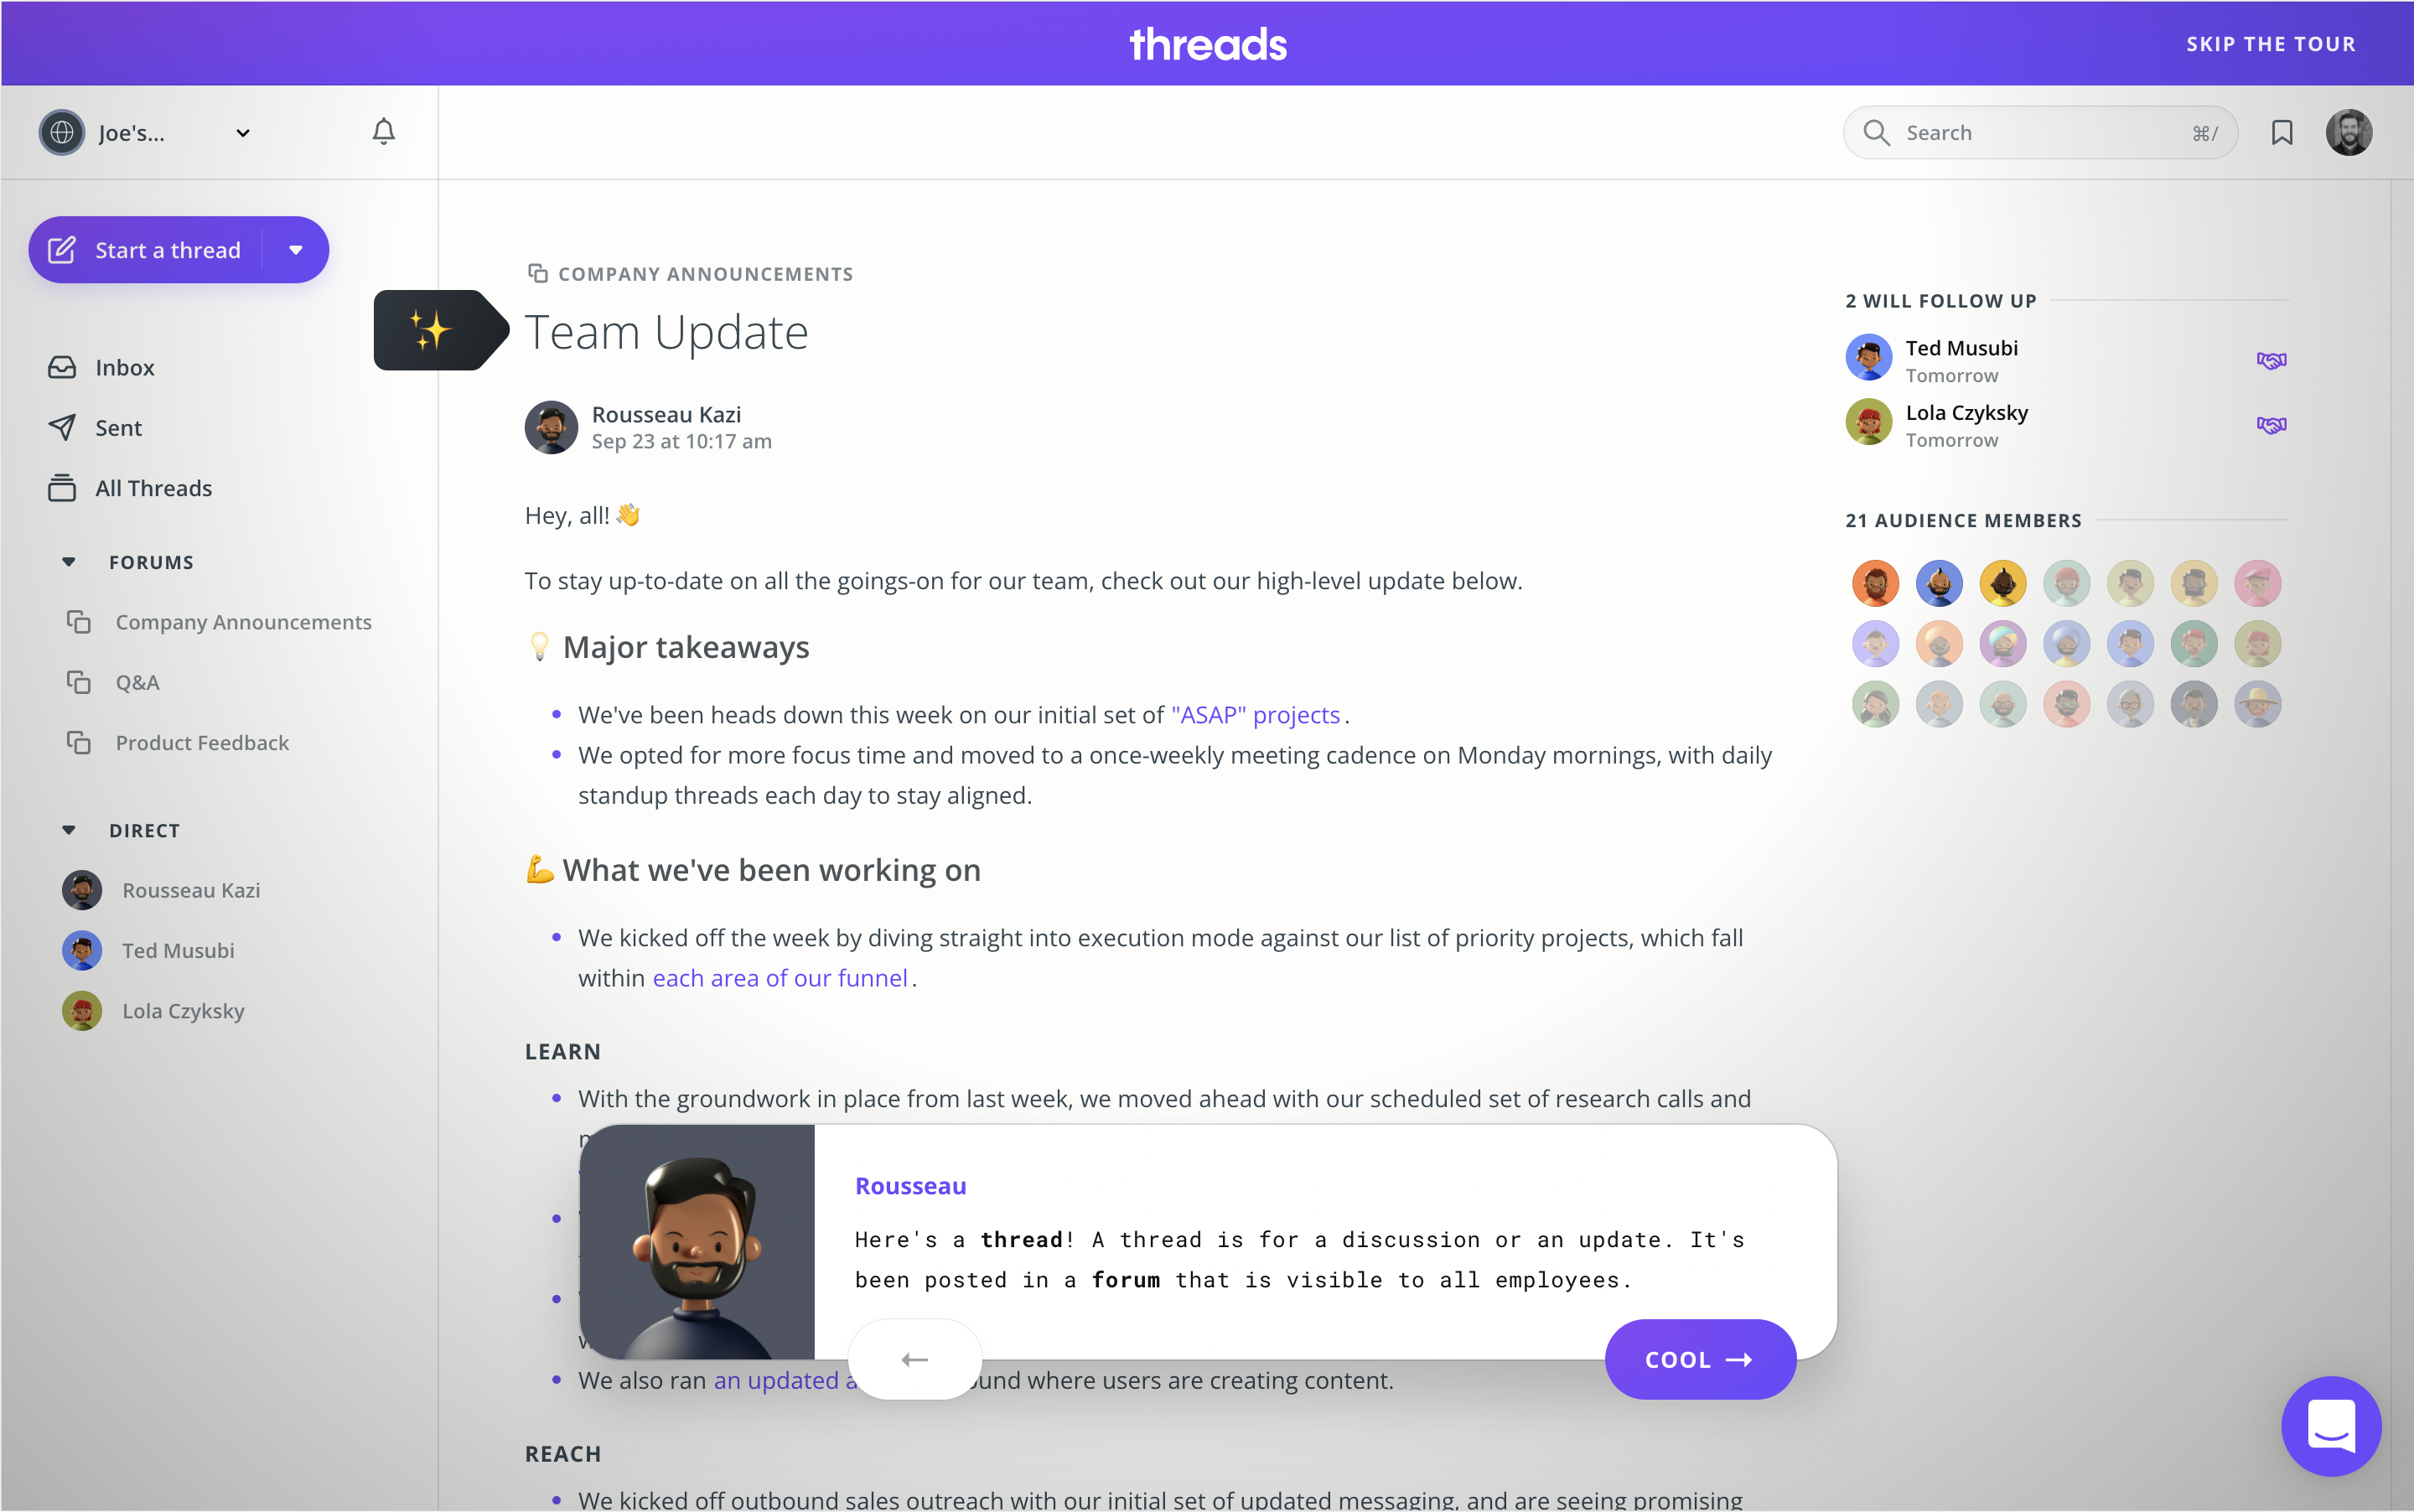 threads
SKIP THE TOUR
Joe's...
Search
⌘/
Start a thread
Inbox
Sent
All Threads
FORUMS
Company Announcements
Q&A
Product Feedback
DIRECT
Rousseau Kazi
Ted Musubi
Lola Czyksky
COMPANY ANNOUNCEMENTS
Team Update
Rousseau Kazi
Sep 23 at 10:17 am
Hey, all! 👋
To stay up-to-date on all the goings-on for our team, check out our high-level update below.
💡 Major takeaways
• We've been heads down this week on our initial set of "ASAP" projects.
• We opted for more focus time and moved to a once-weekly meeting cadence on Monday mornings, with daily
standup threads each day to stay aligned.
💪 What we've been working on
• We kicked off the week by diving straight into execution mode against our list of priority projects, which fall
within each area of our funnel.
LEARN
• With the groundwork in place from last week, we moved ahead with our scheduled set of research calls and
• We also ran an updated
where users are creating content.
REACH
• We kicked off outbound sales outreach with our initial set of updated messaging, and are seeing promising
2 WILL FOLLOW UP
Ted Musubi
Tomorrow
Lola Czyksky
Tomorrow
21 AUDIENCE MEMBERS
Rousseau
Here's a thread! A thread is for a discussion or an update. It's
been posted in a forum that is visible to all employees.
←
COOL →